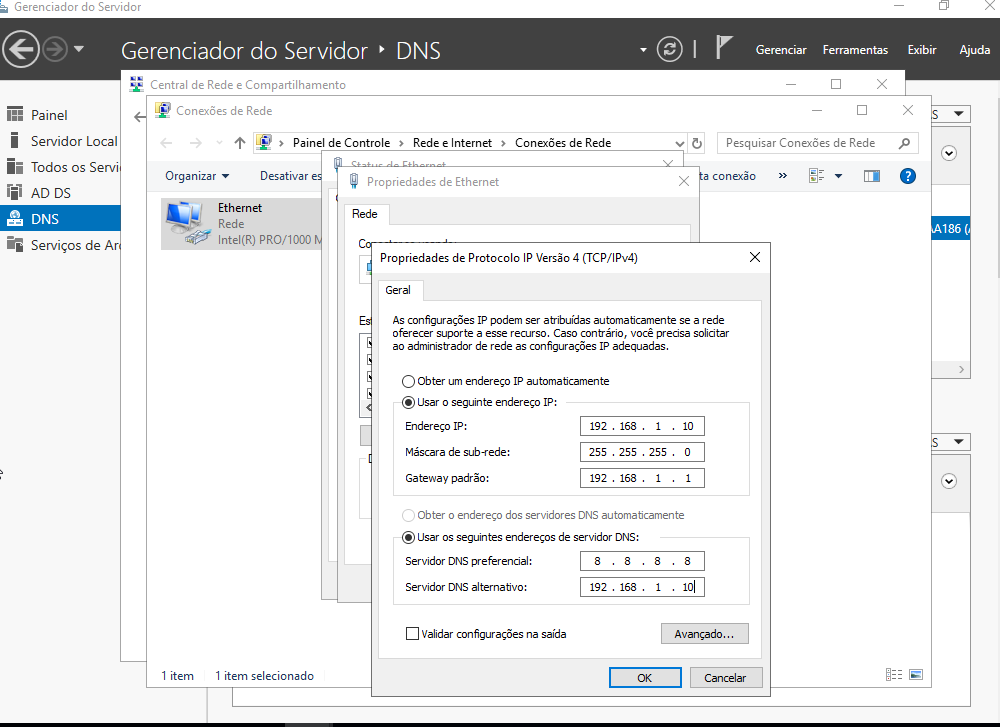 Gerenciador do Servidor
Gerenciador do Servidor ‣ DNS
Gerenciar Ferramentas Exibir Ajuda
Painel
Servidor Local
Todos os Servi
AD DS
DNS
Serviços de Ar
Central de Rede e Compartilhamento
Conexões de Rede
Painel de Controle > Rede e Internet > Conexões de Rede
Pesquisar Conexões de Rede
Organizar
Desativar es
ta conexão
»
Ethernet
Rede
Intel(R) PRO/1000 M
Status de Ethernet
Propriedades de Ethernet
Rede
Conectar-se usando:
Es
S
AA186 (A
S
Propriedades de Protocolo IP Versão 4 (TCP/IPv4)
Geral
As configurações IP podem ser atribuídas automaticamente se a rede
oferecer suporte a esse recurso. Caso contrário, você precisa solicitar
ao administrador de rede as configurações IP adequadas.
Obter um endereço IP automaticamente
Usar o seguinte endereço IP:
Endereço IP: 192 . 168 . 1 . 10
Máscara de sub-rede: 255 . 255 . 255 . 0
Gateway padrão: 192 . 168 . 1 . 1
Obter o endereço dos servidores DNS automaticamente
Usar os seguintes endereços de servidor DNS:
Servidor DNS preferencial: 8 . 8 . 8 . 8
Servidor DNS alternativo: 192 . 168 . 1 . 10
Validar configurações na saída
Avançado...
OK Cancelar
1 item 1 item selecionado